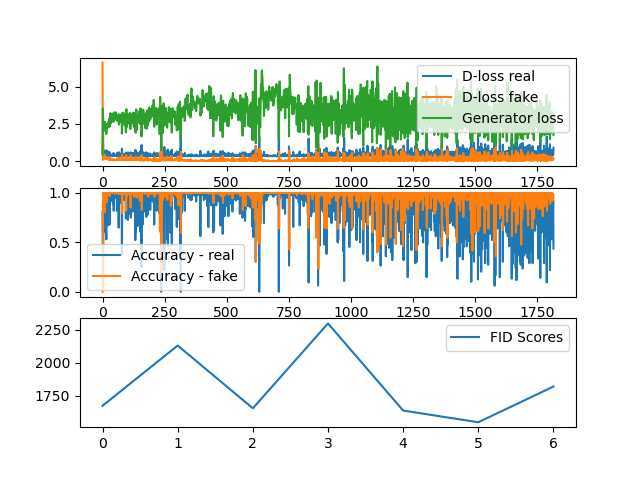 5.0
2.5
0.0
D-loss real
D-loss fake
Generator loss
0 250 500 750 1000 1250 1500 1750
1.0
0.5
0.0
Accuracy - real
Accuracy - fake
0 250 500 750 1000 1250 1500 1750
2250
2000
1750
FID Scores
0 1 2 3 4 5 6